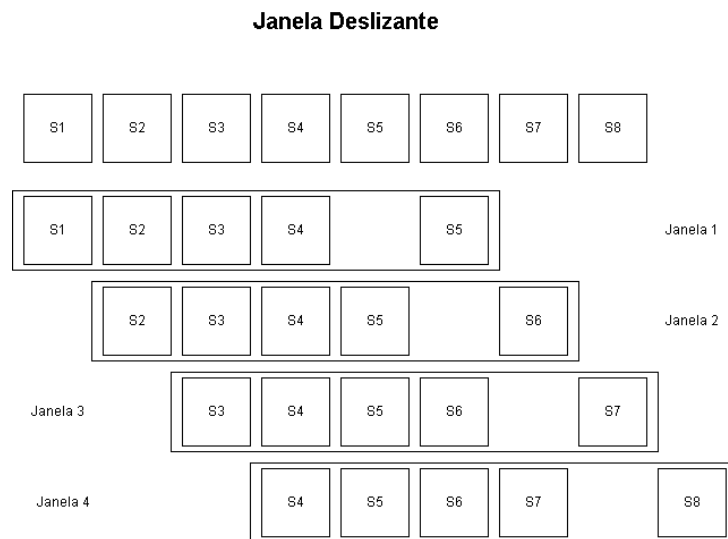 Janela Deslizante
S1 S2 S3 S4 S5 S6 S7 S8
S1 S2 S3 S4 S5 Janela 1
S2 S3 S4 S5 S6 Janela 2
Janela 3 S3 S4 S5 S6 S7
Janela 4 S4 S5 S6 S7 S8